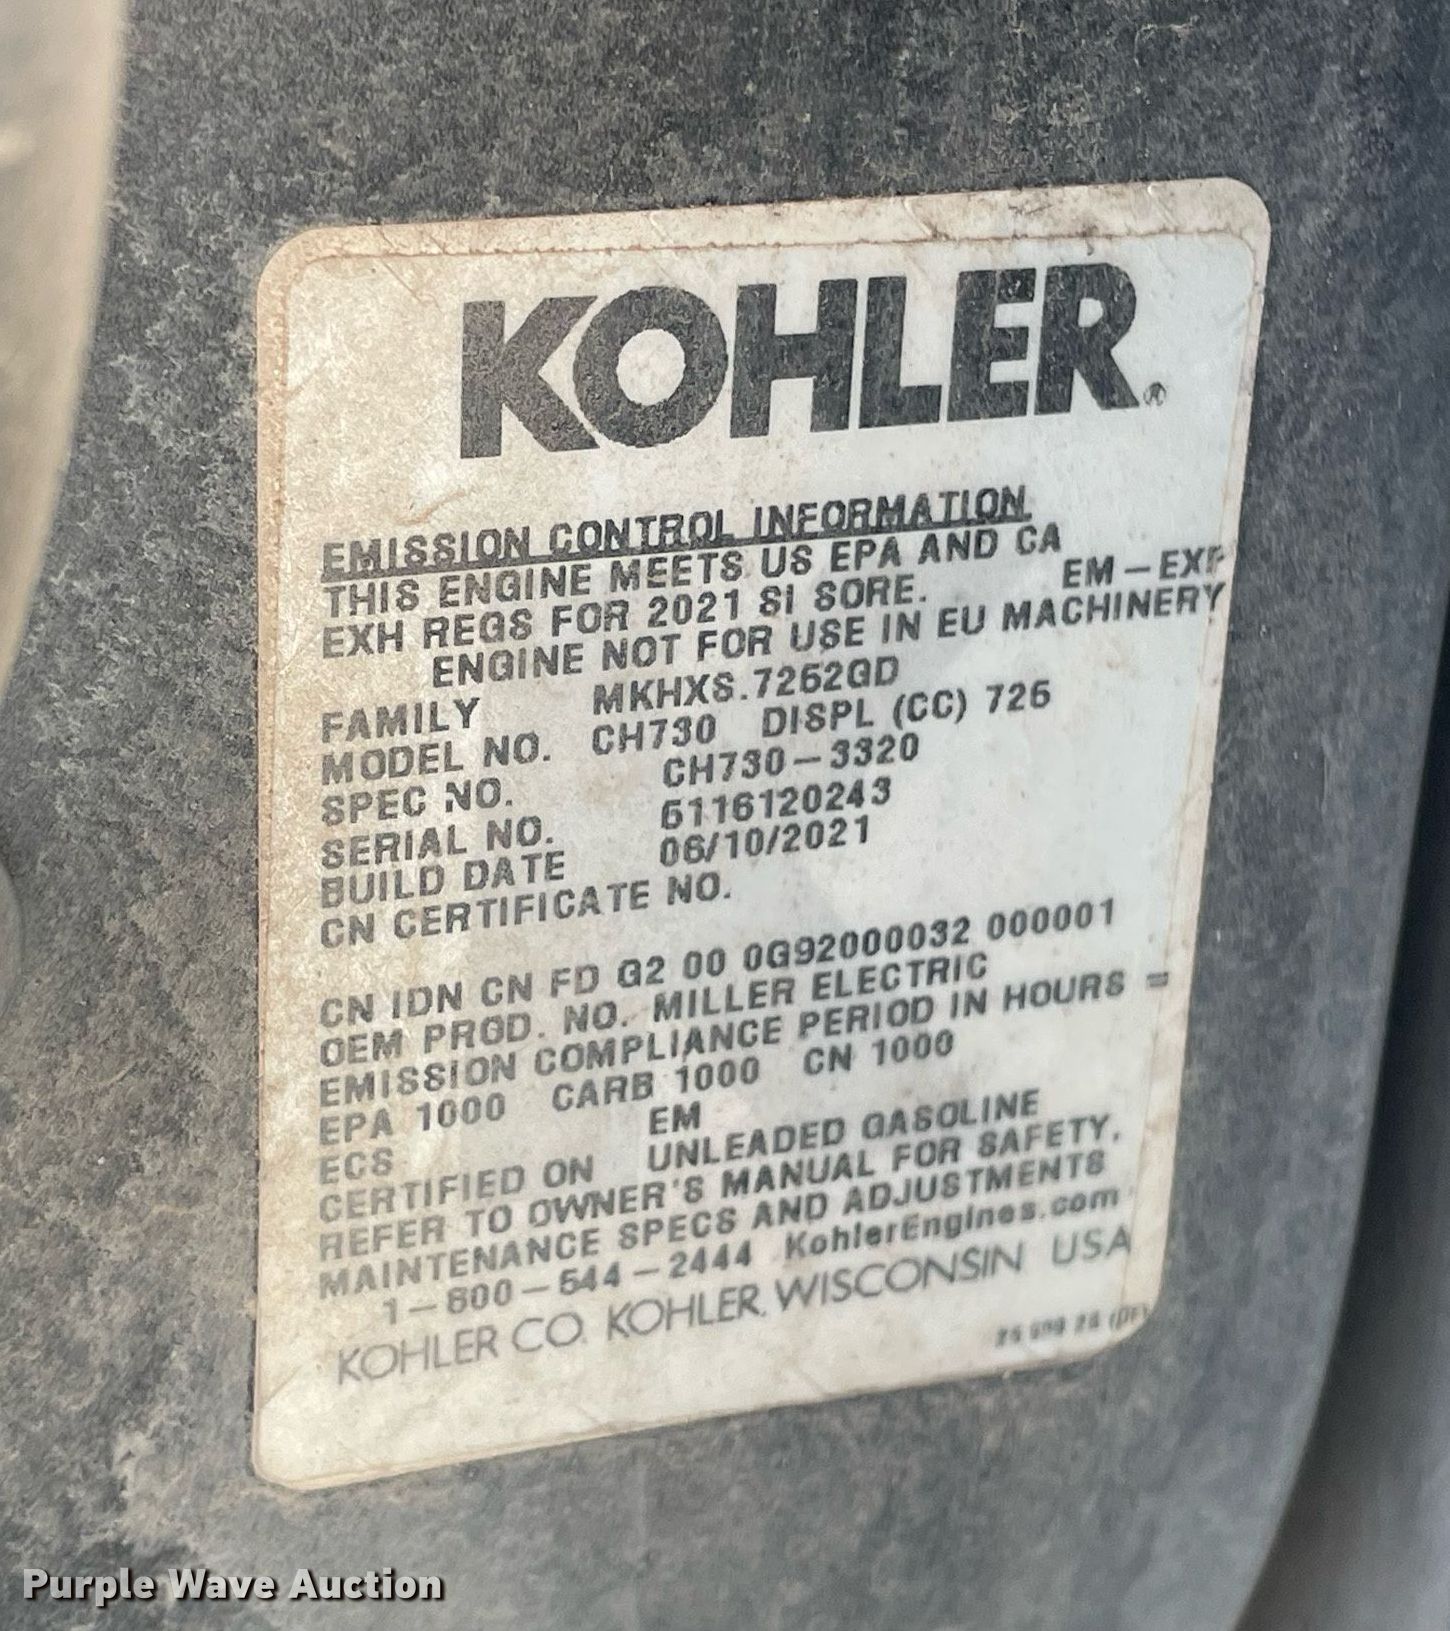 KOHLER®
EMISSION CONTROL INFORMATION
THIS ENGINE MEETS US EPA AND CA
EXH REGS FOR 2021 SI SORE. EM-EXP
ENGINE NOT FOR USE IN EU MACHINERY
FAMILY MKHXS.7252GD
MODEL NO. CH730 DISPL (CC) 725
SPEC NO. CH730-3320
SERIAL NO. 5116120243
BUILD DATE 06/10/2021
CN CERTIFICATE NO.
CN IDN CN FD G2 00 0G92000032 000001
OEM PROD. NO. MILLER ELECTRIC
EMISSION COMPLIANCE PERIOD IN HOURS =
EPA 1000 CARB 1000 CN 1000
ECS EM
CERTIFIED ON UNLEADED GASOLINE
REFER TO OWNER'S MANUAL FOR SAFETY,
MAINTENANCE SPECS AND ADJUSTMENTS
1-800-544-2444 KohlerEngines.com
KOHLER CO. KOHLER, WISCONSIN USA
Purple Wave Auction